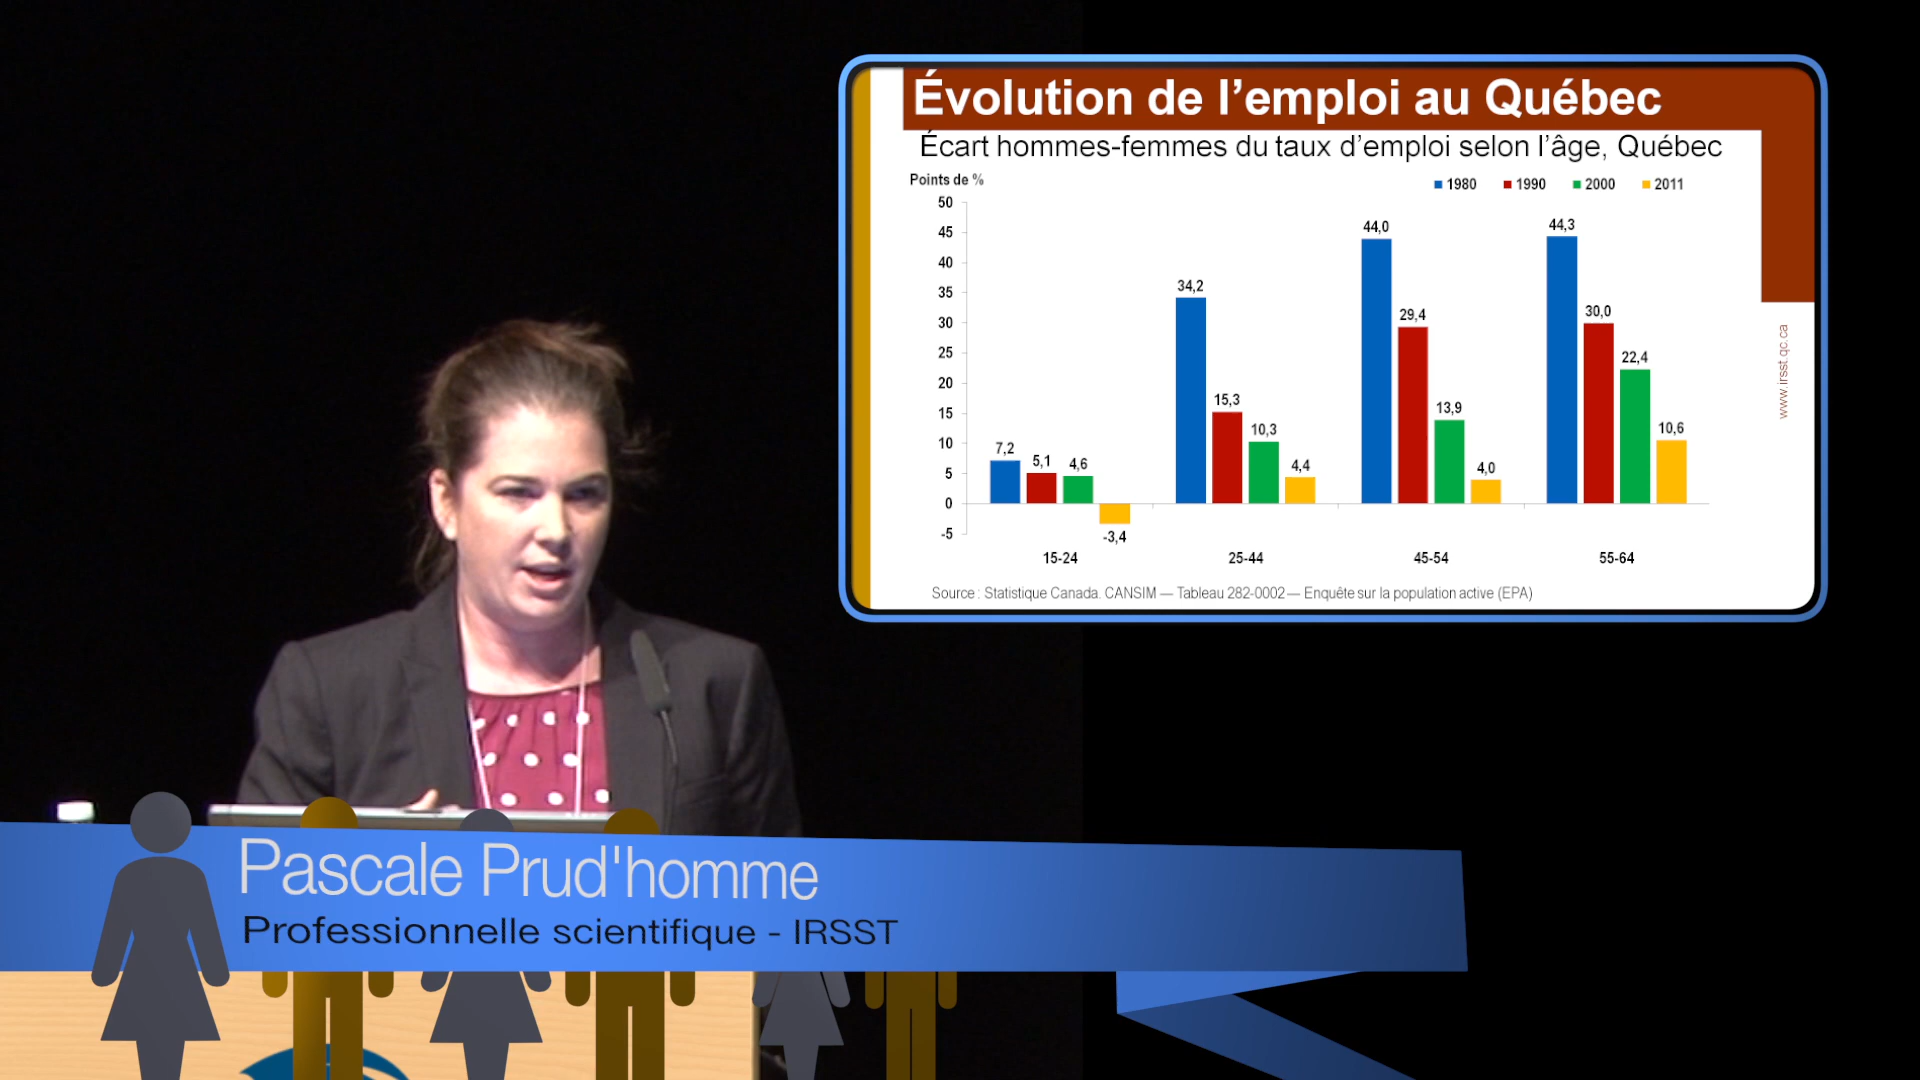 Évolution de l'emploi au Québec
Écart hommes-femmes du taux d'emploi selon l'âge, Québec
Points de %
1980 1990 2000 2011
50
45
40
35
30
25
20
15
10
5
0
-5
7,2 5,1 4,6 -3,4
34,2 15,3 10,3 4,4
44,0 29,4 13,9 4,0
44,3 30,0 22,4 10,6
15-24 25-44 45-54 55-64
Source : Statistique Canada. CANSIM — Tableau 282-0002 — Enquête sur la population active (EPA)
www.irsst.qc.ca
Pascale Prud'homme
Professionnelle scientifique - IRSST